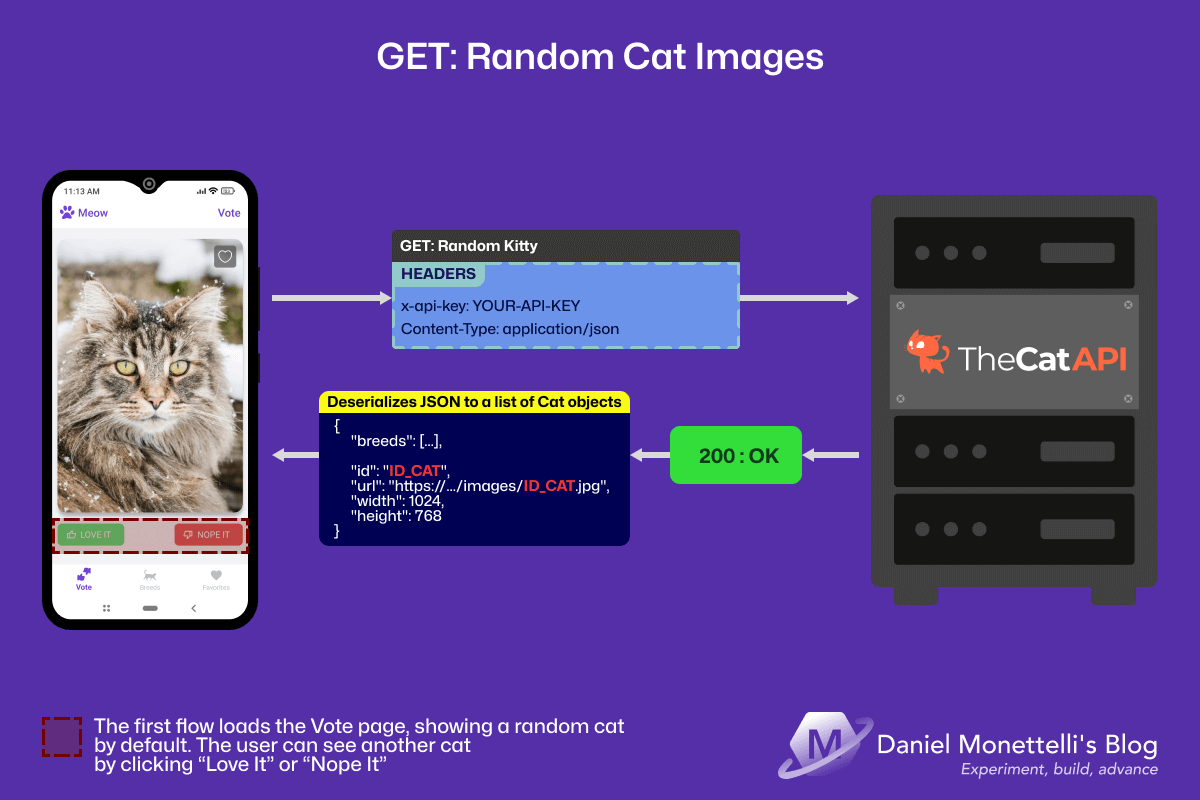 GET: Random Cat Images
11:13 AM
Meow
Vote
LOVE IT
NOPE IT
Vote
Breeds
Favorites
GET: Random Kitty
HEADERS
x-api-key: YOUR-API-KEY
Content-Type: application/json
Deserializes JSON to a list of Cat objects
{
"breeds": [...],
"id": "ID_CAT",
"url": "https://.../images/ID_CAT.jpg",
"width": 1024,
"height": 768
}
200 : OK
TheCatAPI
The first flow loads the Vote page, showing a random cat
by default. The user can see another cat
by clicking “Love It” or “Nope It”
M
Daniel Monettelli's Blog
Experiment, build, advance